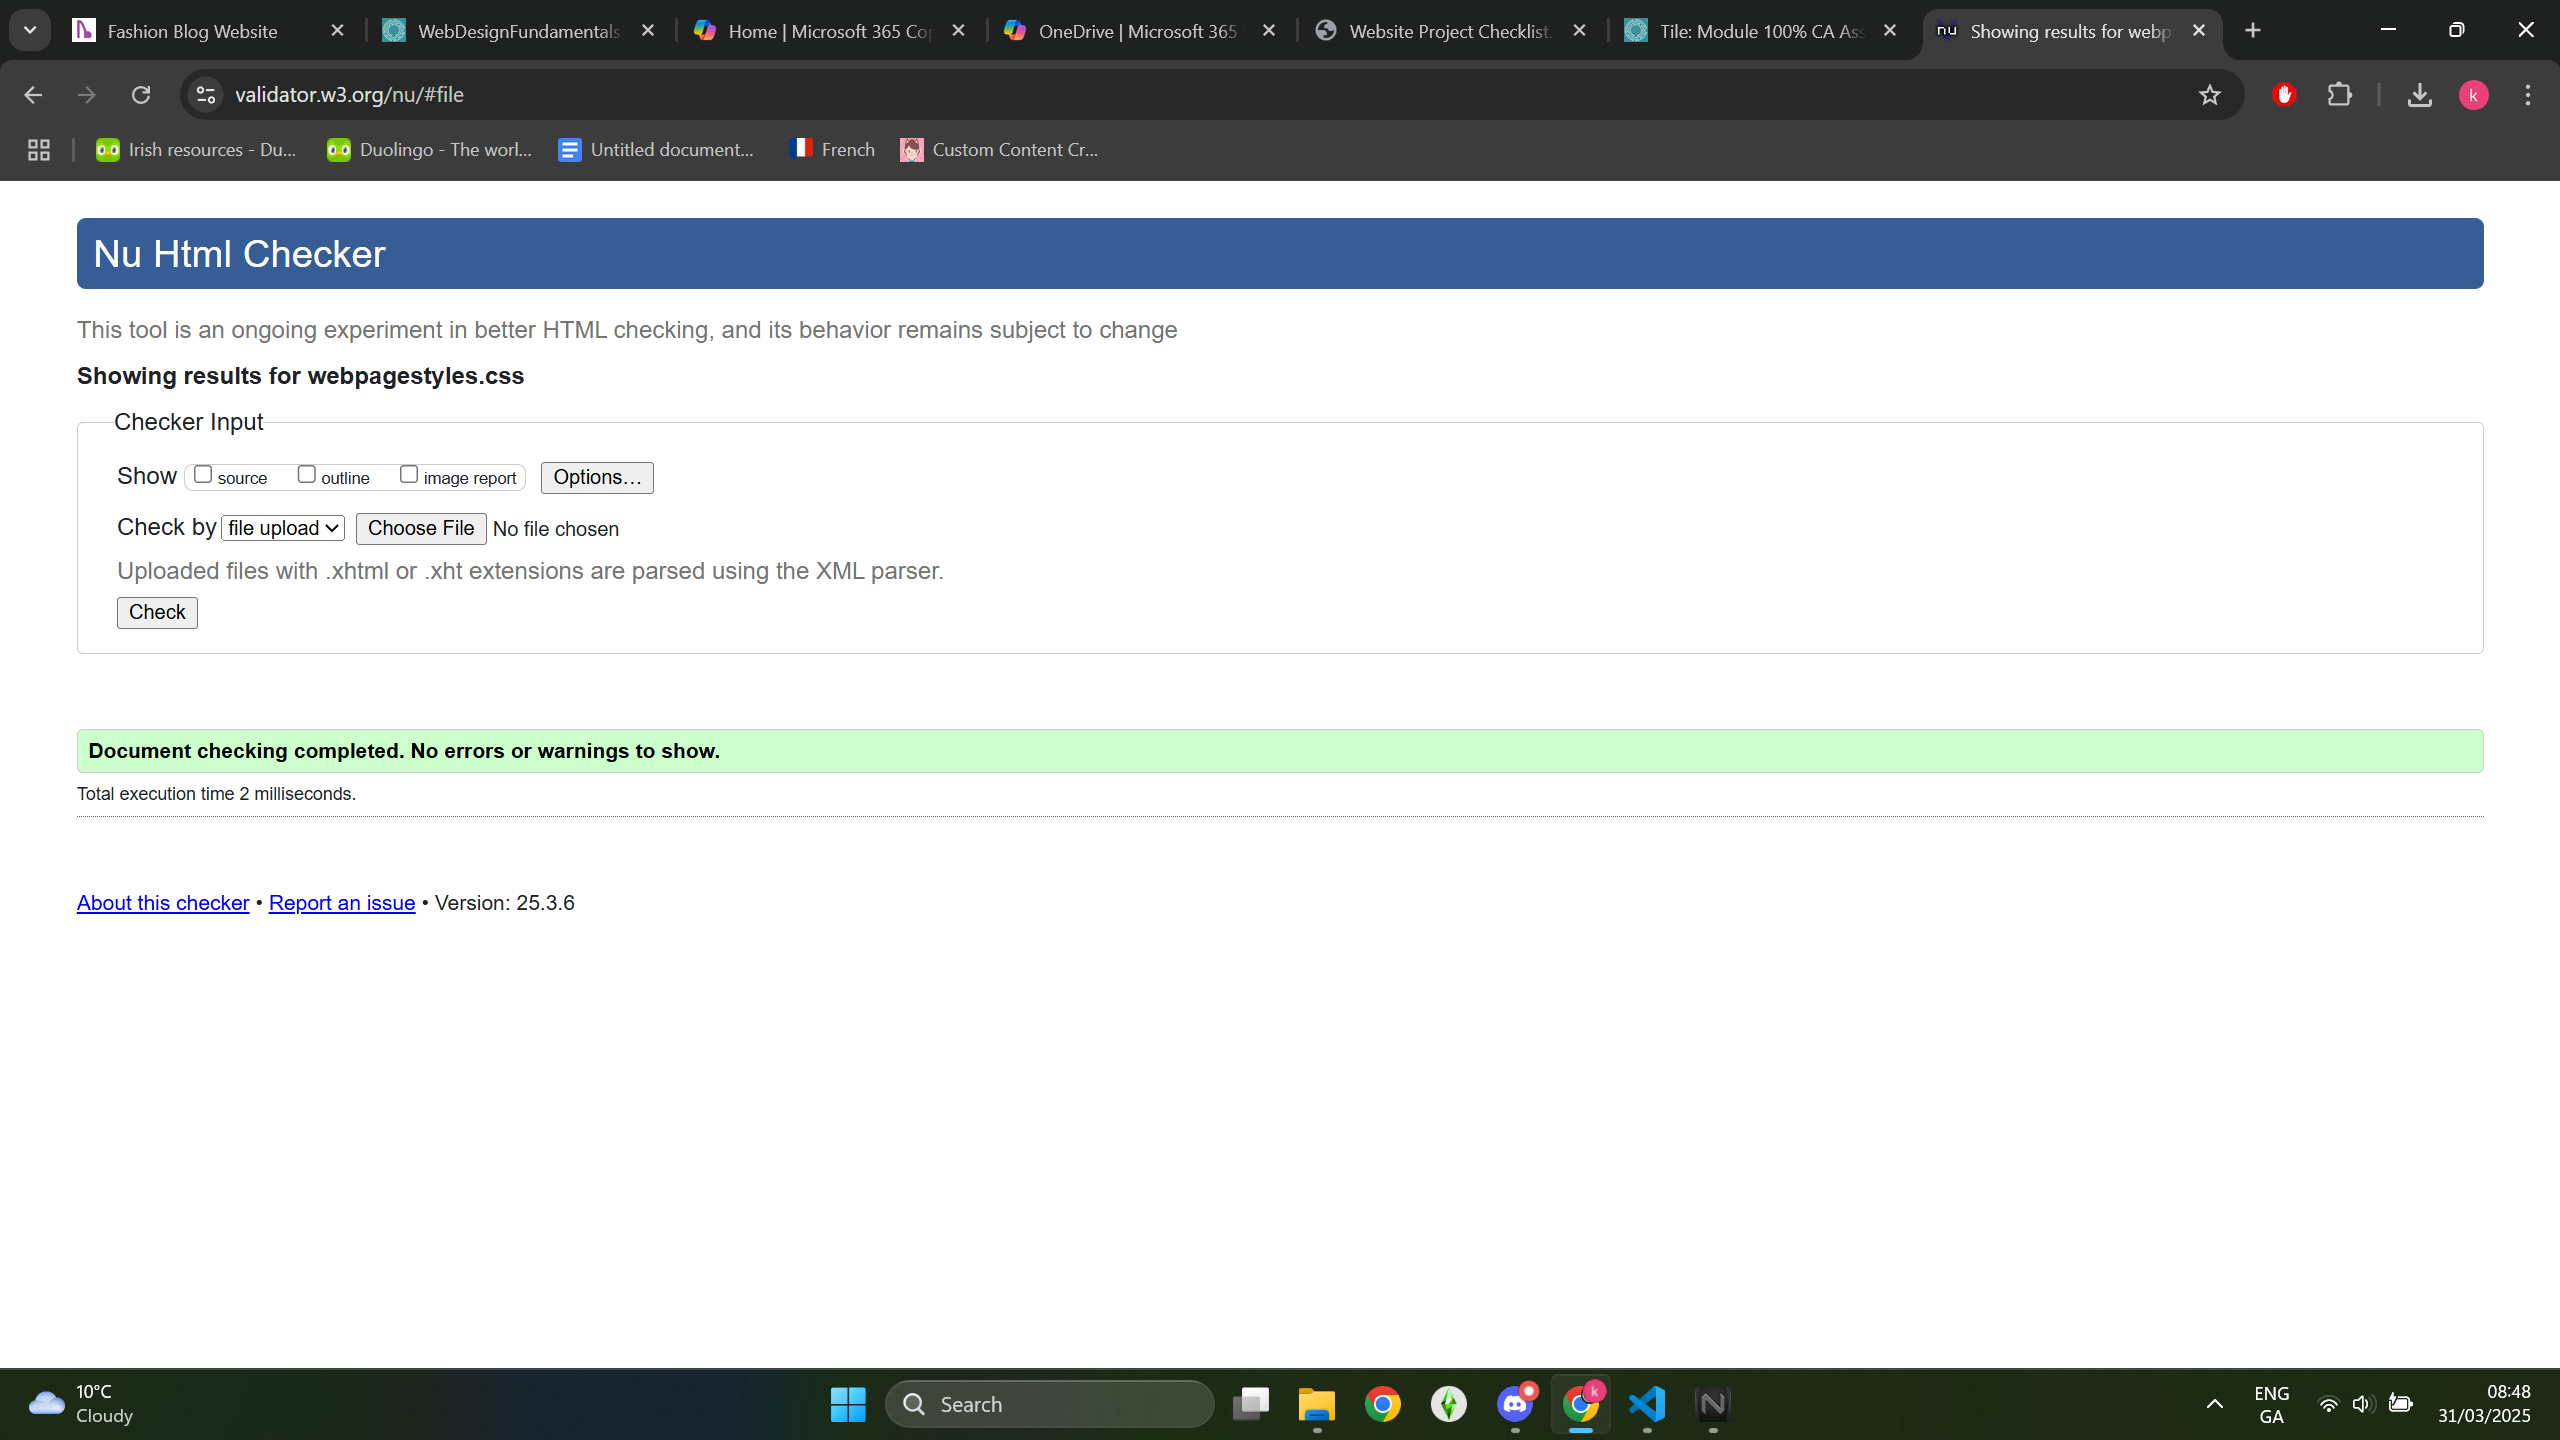 Fashion Blog Website
WebDesignFundamentals
Home | Microsoft 365 Co
OneDrive | Microsoft 365
Website Project Checklist
Tile: Module 100% CA As
Showing results for webp
validator.w3.org/nu/#file
k
Irish resources - Du...
Duolingo - The worl...
Untitled document...
French
Custom Content Cr...
Nu Html Checker
This tool is an ongoing experiment in better HTML checking, and its behavior remains subject to change
Showing results for webpagestyles.css
Checker Input
Show source outline image report Options…
Check by file upload Choose File No file chosen
Uploaded files with .xhtml or .xht extensions are parsed using the XML parser.
Check
Document checking completed. No errors or warnings to show.
Total execution time 2 milliseconds.
About this checker • Report an issue • Version: 25.3.6
10°C
Cloudy
Search
k
N
ENG
GA
08:48
31/03/2025